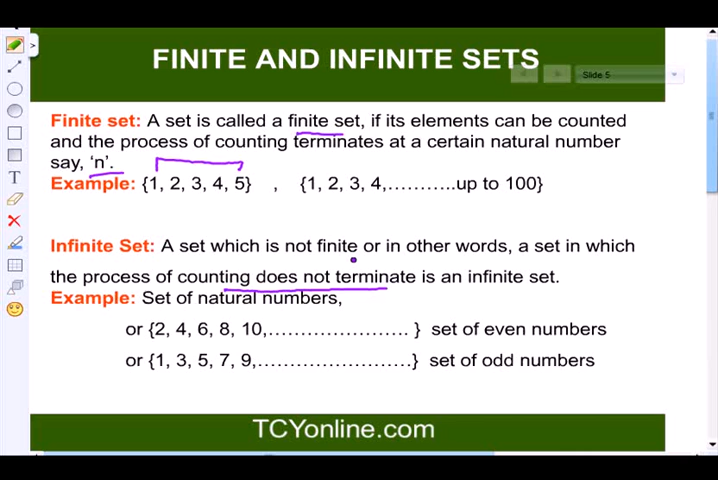 FINITE AND INFINITE SETS
Slide 5
Finite set: A set is called a finite set, if its elements can be counted
and the process of counting terminates at a certain natural number
say, ‘n’.
Example: {1, 2, 3, 4, 5} , {1, 2, 3, 4,...........up to 100}
Infinite Set: A set which is not finite or in other words, a set in which
the process of counting does not terminate is an infinite set.
Example: Set of natural numbers,
or {2, 4, 6, 8, 10,...................... } set of even numbers
or {1, 3, 5, 7, 9,........................} set of odd numbers
TCYonline.com